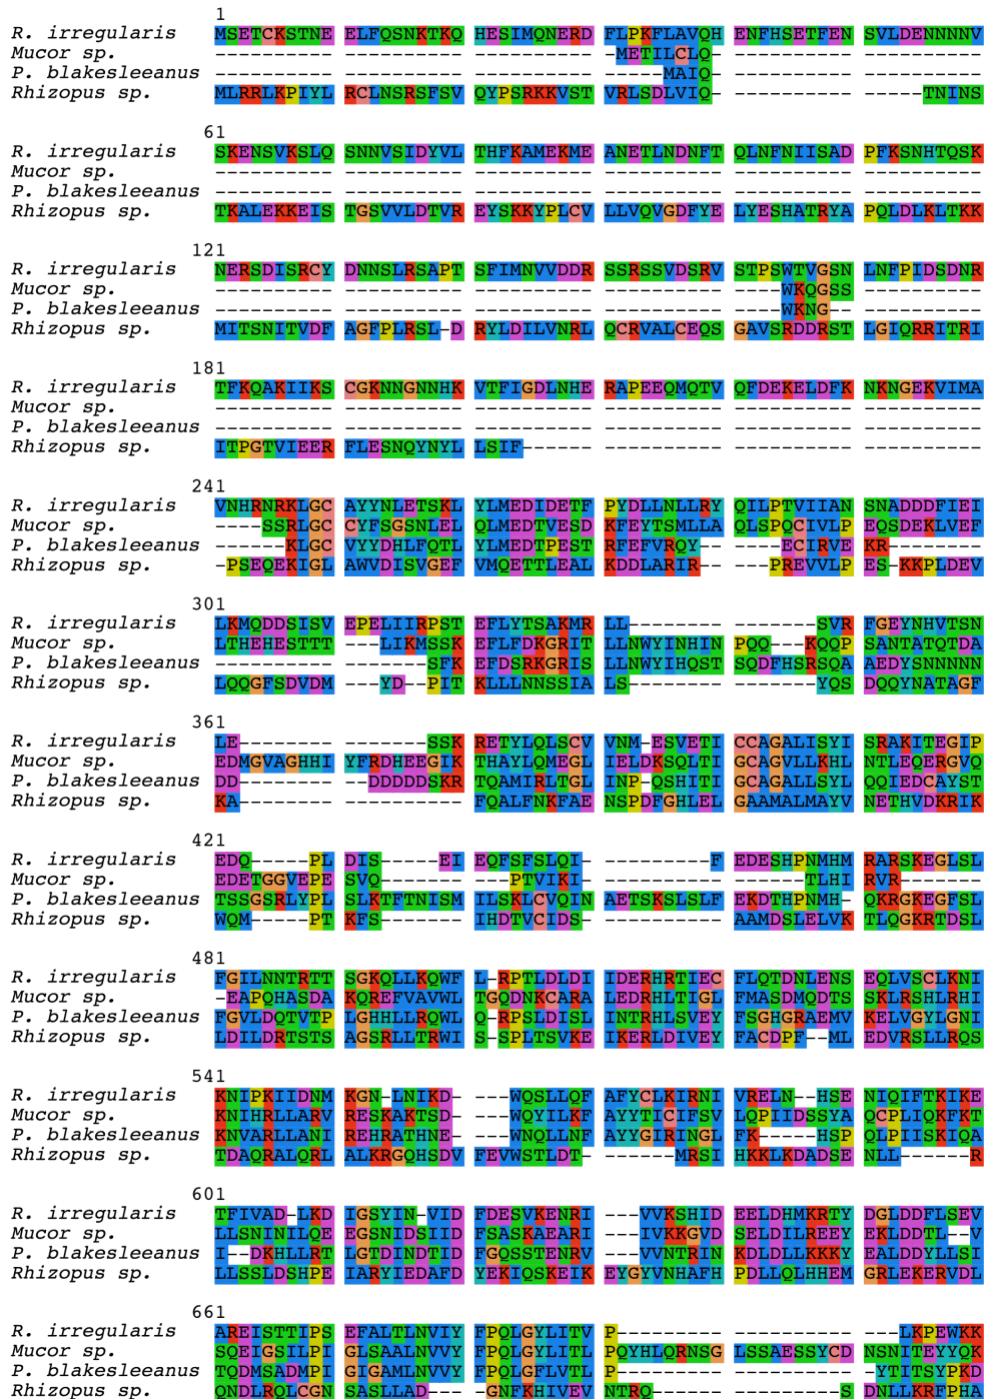 1
R. irregularis MSETCKSTNE ELFQSNKTKQ HESIMQNERD FLPKFLAVQH ENFHSETFEN SVLDENNNNV
Mucor sp. ---------- ---------- ---------- -METILCLQ- ---------- ----------
P. blakesleeanus ---------- ---------- ---------- -----MAIQ- ---------- ----------
Rhizopus sp. MLRRLKPIYL RCLNSRSFSV QYPSRKKVST VRLSDLVIQ- ---------- -----TNINS
61
R. irregularis SKENSVKSLQ SNNVSIDYVL THFKAMEKME ANETLNDNFT QLNFNIISAD PFKSNHTQSK
Mucor sp. ---------- ---------- ---------- ---------- ---------- ----------
P. blakesleeanus ---------- ---------- ---------- ---------- ---------- ----------
Rhizopus sp. TKALEKKEIS TGSVVLDTVR EYSKKYPLCV LLVQVGDFYE LYESHATRYA PQLDLKLTKK
121
R. irregularis NERSDISRCY DNNSLRSAPT SFIMNVVDDR SSRSSVDSRV STPSWTVGSN LNFPIDSDNR
Mucor sp. ---------- ---------- ---------- ---------- ----WKQGSS ----------
P. blakesleeanus ---------- ---------- ---------- ---------- ----WKNG-- ----------
Rhizopus sp. MITSNITVDF AGFPLRSL-D RYLDILVNRL QCRVALCEQS GAVSRDDRST LGIQRRITRI
181
R. irregularis TFKQAKIIKS CGKNNGNNHK VTFIGDLNHE RAPEEQMQTV QFDEKELDFK NKNGEKVIMA
Mucor sp. ---------- ---------- ---------- ---------- ---------- ----------
P. blakesleeanus ---------- ---------- ---------- ---------- ---------- ----------
Rhizopus sp. ITPGTVIEER FLESNQYNYL LSIF------ ---------- ---------- ----------
241
R. irregularis VNHRNRKLGC AYYNLETSKL YLMEDIDETF PYDLLNLLRY QILPTVIIAN SNADDDFIEI
Mucor sp. ----SSRLGC CYFSGSNLEL QLMEDTVESD KFEYTSMLLA QLSPQCIVLP EQSDEKLVEF
P. blakesleeanus ------KLGC VYYDHLFQTL YLMEDTPEST RFEFVRQY-- ----ECIRVE KR--------
Rhizopus sp. -PSEQEKIGL AWVDISVGEF VMQETTLEAL KDDLARIR-- ---PREVVLP ES-KKPLDEV
301
R. irregularis LKMQDDSISV EPELIIRPST EFLYTSAKMR LL-------- -------SVR FGEYNHVTSN
Mucor sp. LTHEHESTTT ---LIKMSSK EFLFDKGRIT LLNWYINHIN PQQ---KQQP SANTATQTDA
P. blakesleeanus ---------- -------SFK EFDSRKGRIS LLNWYIHQST SQDFHSRSQA AEDYSNNNNN
Rhizopus sp. LQQGFSDVDM ---YD--PIT KLLLNNSSIA LS-------- -------YQS DQQYNATAGF
361
R. irregularis LE-------- -------SSK RETYLQLSCV VNM-ESVETI CCAGALISYI SRAKITEGIP
Mucor sp. EDMGVAGHHI YFRDHEEGIK THAYLQMEGL IELDKSQLTI GCAGVLLKHL NTLEQERGVQ
P. blakesleeanus DD-------- --DDDDDSKR TQAMIRLTGL INP-QSHITI GCAGALLSYL QQIEDCAYST
Rhizopus sp. KA-------- ---------- FQALFNKFAE NSPDFGHLEL GAAMALMAYV NETHVDKRIK
421
R. irregularis EDQ-----PL DIS-----EI EQFSFSLQI- ---------F EDESHPNMHM RARSKEGLSL
Mucor sp. EDETGGVEPE SVQ------- ---PTVIKI- ---------- ------TLHI RVR-------
P. blakesleeanus TSSGSRLYPL SLKTFTNISM ILSKLCVQIN AETSKSLSLF EKDTHPNMH- QKRGKEGFSL
Rhizopus sp. WQM-----PT KFS------- IHDTVCIDS- ---------- AAMDSLELVK TLQGKRTDSL
481
R. irregularis FGILNNTRTT SGKQLLKQWF L-RPTLDLDI IDERHRTIEC FLQTDNLENS EQLVSCLKNI
Mucor sp. -EAPQHASDA KQREFVAVWL TGQDNKCARA LEDRHLTIGL FMASDMQDTS SKLRSHLRHI
P. blakesleeanus FGVLDQTVTP LGHHLLRQWL Q-RPSLDISL INTRHLSVEY FSGHGRAEMV KELVGYLGNI
Rhizopus sp. LDILDRTSTS AGSRLLTRWI S-SPLTSVKE IKERLDIVEY FACDPF--ML EDVRSLLRQS
541
R. irregularis KNIPKIIDNM KGN-LNIKD- ---WQSLLQF AFYCLKIRNI VRELN--HSE NIQIFTKIKE
Mucor sp. KNIHRLLARV RESKAKTSD- ---WQYILKF AYYTICIFSV LQPIIDSSYA QCPLIQKFKT
P. blakesleeanus KNVARLLANI REHRATHNE- ---WNQLLNF AYYGIRINGL FK-----HSP QLPIISKIQA
Rhizopus sp. TDAQRALQRL ALKRGQHSDV FEVWSTLDT- -------MRSI HKKLKDADSE NLL------R
601
R. irregularis TFIVAD-LKD IGSYIN-VID FDESVKENRI ---VVKSHID EELDHMKRTY DGLDDFLSEV
Mucor sp. LLSNINILQE EGSNIDSIID FSASKAEARI ---IVKKGVD SELDILREEY EKLDDTL--V
P. blakesleeanus I--DKHLLRT LGTDINDTID FGQSSTENRV ---VVNTRIN KDLDLLKKKY EALDDYLLSI
Rhizopus sp. LLSSLDSHPE IARYIEDAFD YEKIQSKEIK EYGYVNHAFH PDLLQLHHEM GRLEKERVDL
661
R. irregularis AREISTTIPS EFALTLNVIY FPQLGYLITV P--------- ---------- ---LKPEWKK
Mucor sp. SQEIGSILPI GLSAALNVVY FPQLGYLITL PQYHLQRNSG LSSAESSYCD NSNITEYYQK
P. blakesleeanus TQDMSADMPI GIGAMLNVVY FPQLGFLVTL P--------- ---------- ---YTITSYPKD
Rhizopus sp. QNDLRQLCGN SASLLAD--- --GNFKHIVEV NTRQ------ ---------S DNLLKRFPHA